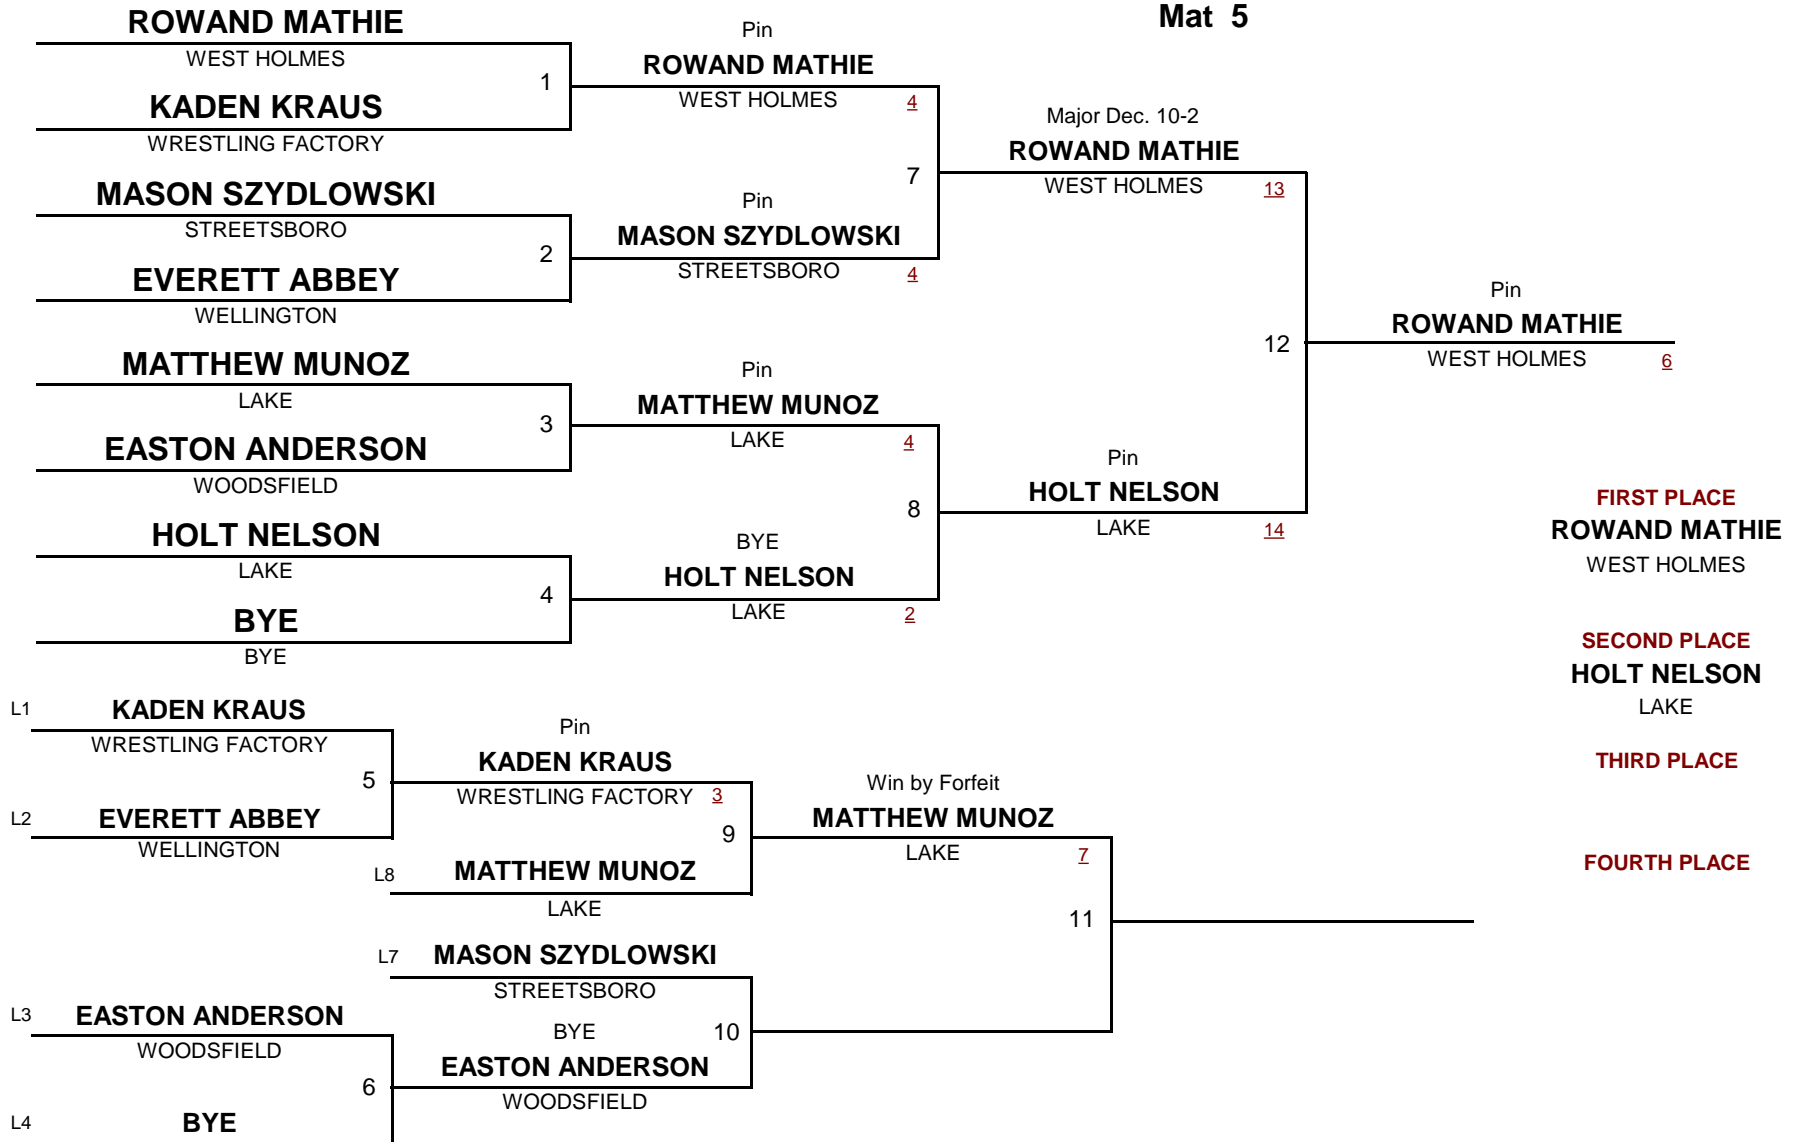 Mat 5
ROWAND MATHIE
WEST HOLMES
1
KADEN KRAUS
WRESTLING FACTORY
MASON SZYDLOWSKI
STREETSBORO
2
EVERETT ABBEY
WELLINGTON
MATTHEW MUNOZ
LAKE
3
EASTON ANDERSON
WOODSFIELD
HOLT NELSON
LAKE
4
BYE
BYE
Pin
ROWAND MATHIE
WEST HOLMES 4
7
Pin
MASON SZYDLOWSKI
STREETSBORO 4
Pin
MATTHEW MUNOZ
LAKE 4
8
BYE
HOLT NELSON
LAKE 2
Major Dec. 10-2
ROWAND MATHIE
WEST HOLMES 13
12
Pin
HOLT NELSON
LAKE 14
Pin
ROWAND MATHIE
WEST HOLMES 6
FIRST PLACE
ROWAND MATHIE
WEST HOLMES
SECOND PLACE
HOLT NELSON
LAKE
THIRD PLACE
FOURTH PLACE
L1 KADEN KRAUS
WRESTLING FACTORY
5
L2 EVERETT ABBEY
WELLINGTON
Pin
KADEN KRAUS
WRESTLING FACTORY 3
9
L8 MATTHEW MUNOZ
LAKE
Win by Forfeit
MATTHEW MUNOZ
LAKE 7
11
L7 MASON SZYDLOWSKI
STREETSBORO
10
BYE
EASTON ANDERSON
WOODSFIELD
L3 EASTON ANDERSON
WOODSFIELD
6
L4 BYE